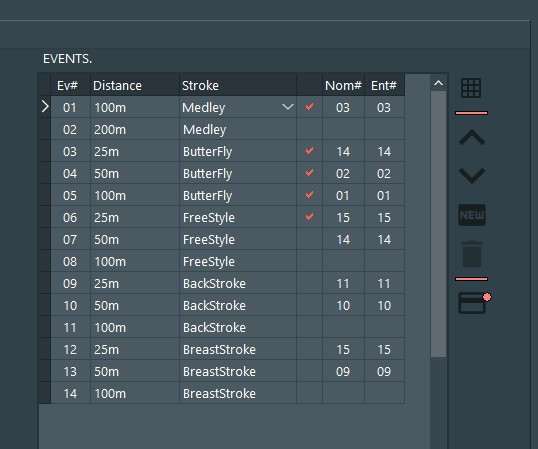 EVENTS.
Ev# Distance Stroke Nom# Ent#
01 100m Medley 03 03
02 200m Medley
03 25m ButterFly 14 14
04 50m ButterFly 02 02
05 100m ButterFly 01 01
06 25m FreeStyle 15 15
07 50m FreeStyle 14 14
08 100m FreeStyle
09 25m BackStroke 11 11
10 50m BackStroke 10 10
11 100m BackStroke
12 25m BreastStroke 15 15
13 50m BreastStroke 09 09
14 100m BreastStroke
NEW